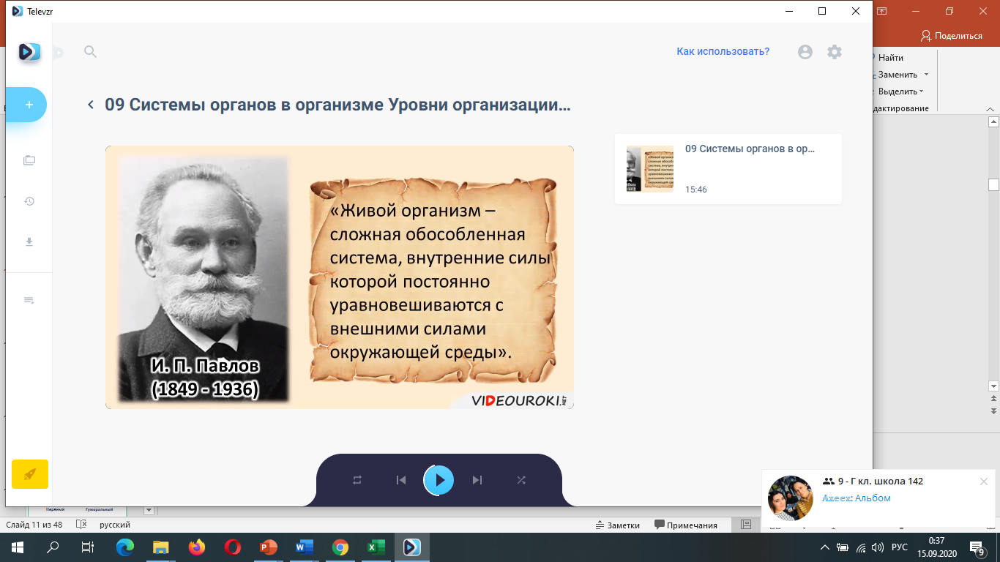 Televzr
Поделиться
Как использовать?
Найти
Заменить
Выделить
дактирование
09 Системы органов в организме Уровни организации...
09 Системы органов в ор...
15:46
«Живой организм –
сложная обособленная
система, внутренние силы
которой постоянно
уравновешиваются с
внешними силами
окружающей среды».
И. П. Павлов
(1849 - 1936)
VIDEOUROKI.NET
9 - Г кл. школа 142
𝔸𝕫𝕖𝕖𝕫: Альбом
Нервный Гуморальный
Слайд 11 из 48 русский Заметки Примечания
РУС
0:37
15.09.2020
9